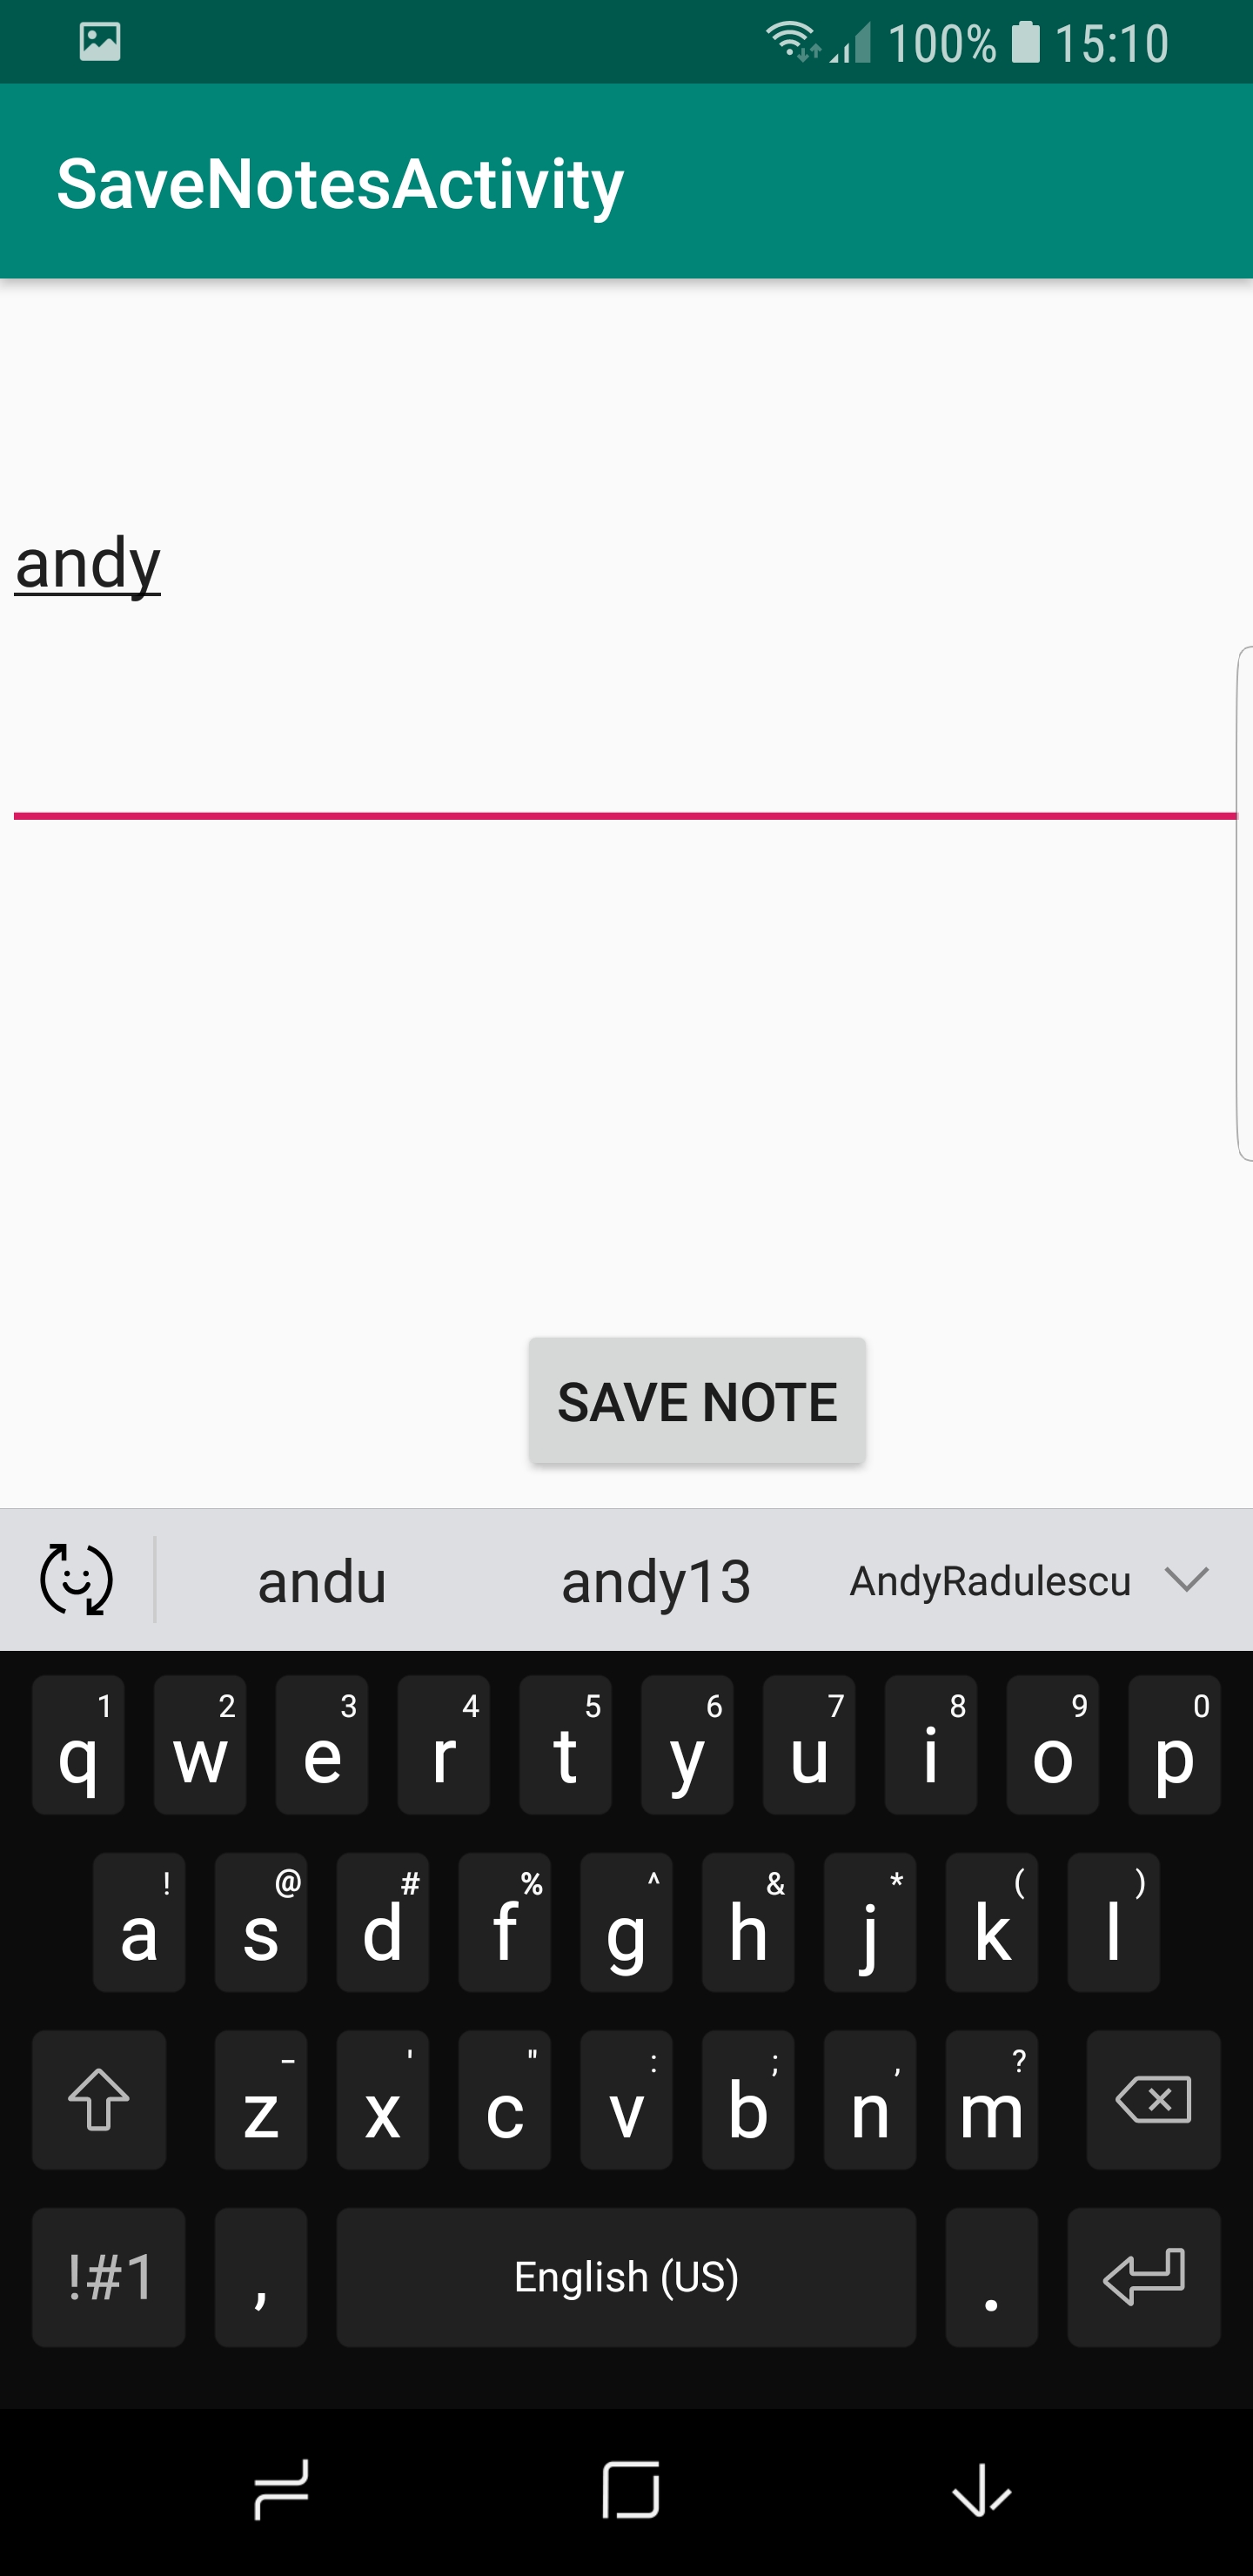 100% 15:10
SaveNotesActivity
andy
SAVE NOTE
andu andy13 AndyRadulescu
1 2 3 4 5 6 7 8 9 0
q w e r t y u i o p
! @ # % ^ & * ( )
a s d f g h j k l
- ' " : ; , ?
z x c v b n m
!#1 , English (US) .